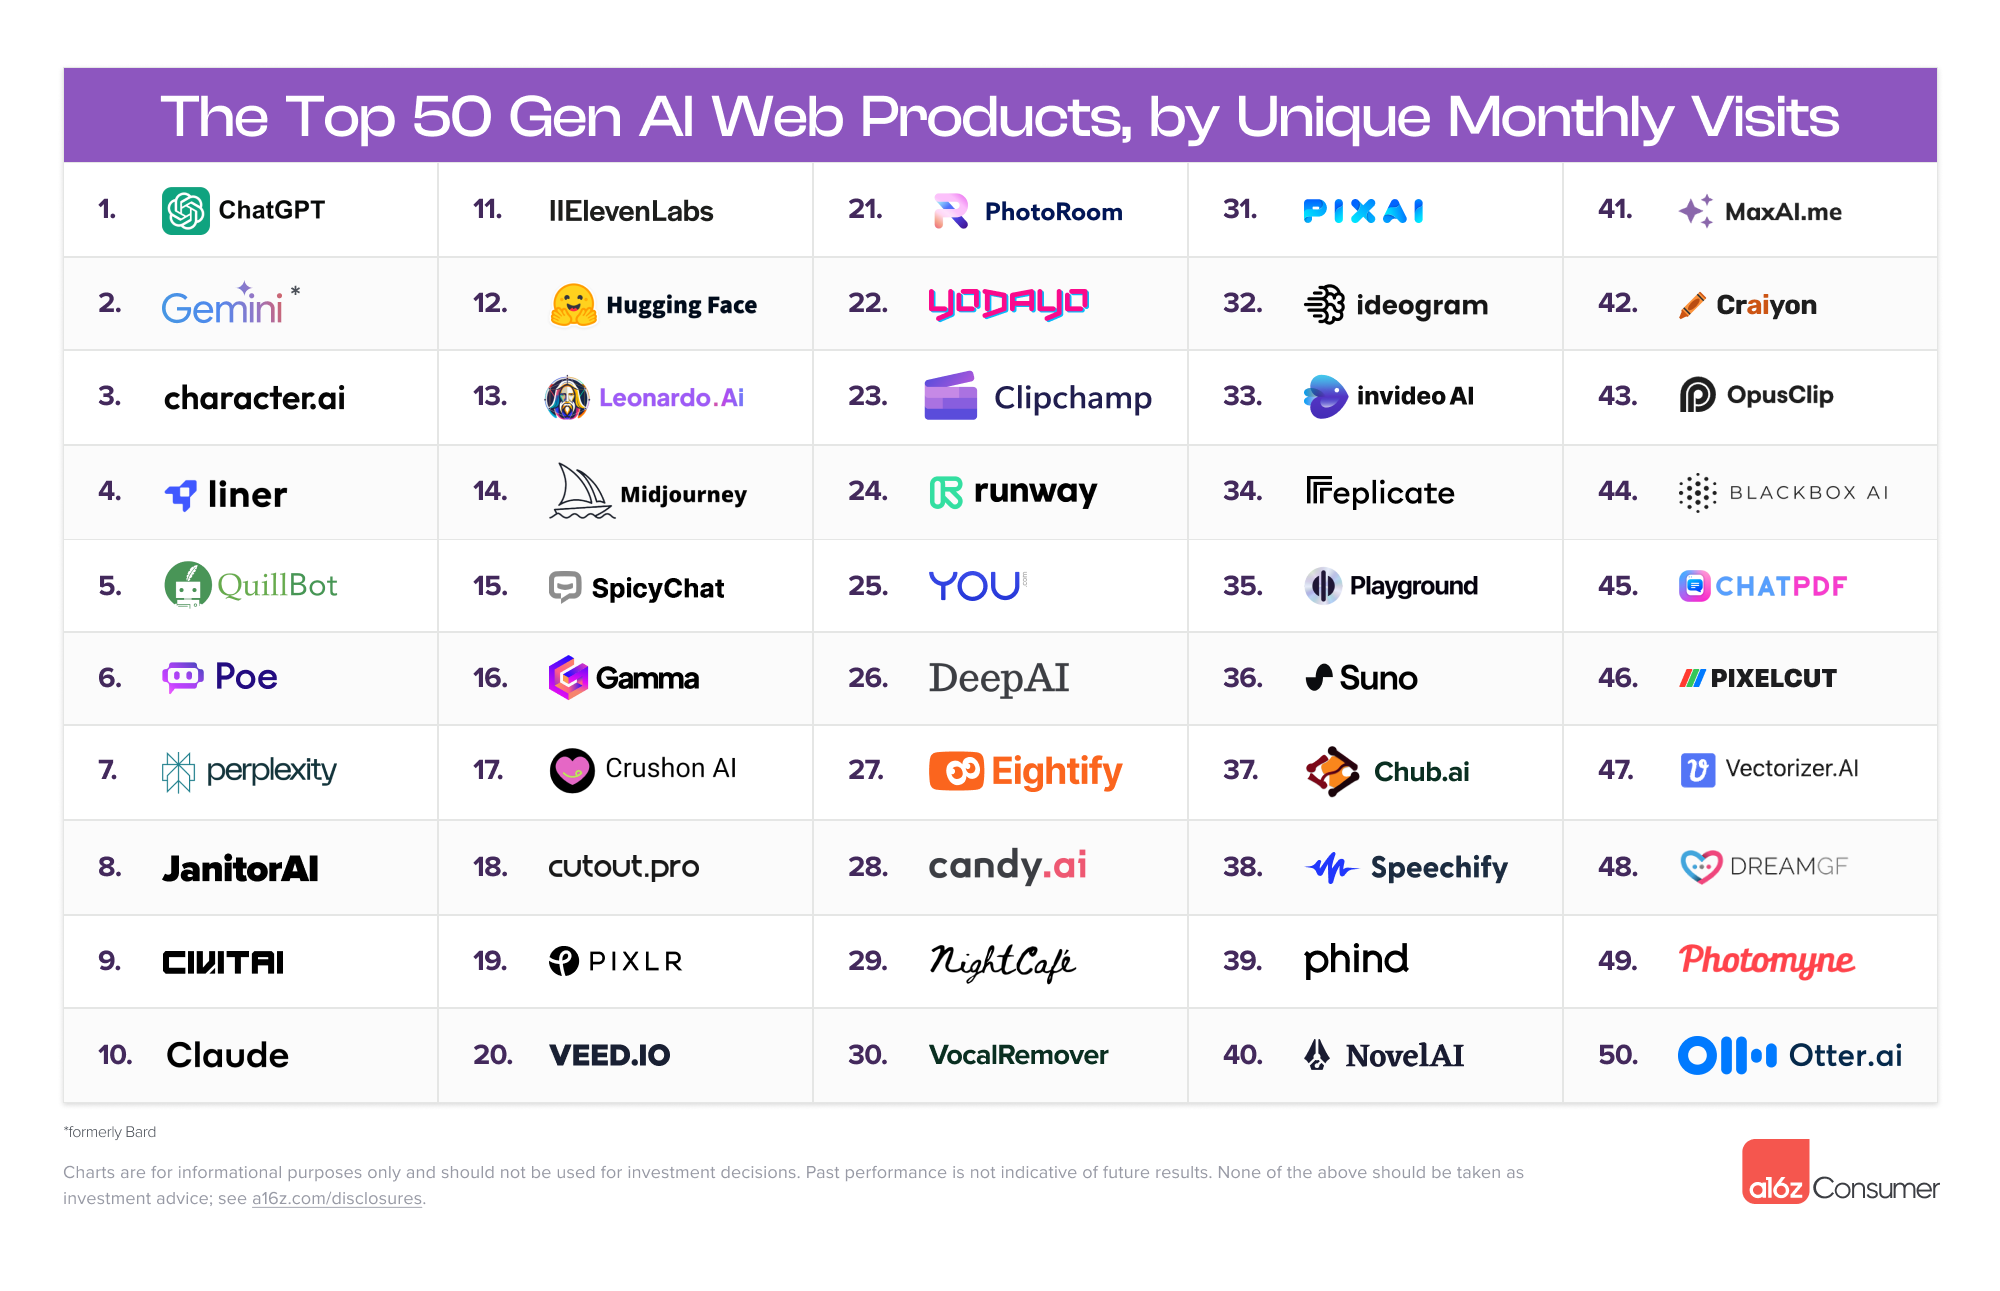 The Top 50 Gen AI Web Products, by Unique Monthly Visits
1. ChatGPT
2. Gemini*
3. character.ai
4. liner
5. QuillBot
6. Poe
7. perplexity
8. JanitorAI
9. CIVITAI
10. Claude
11. IIElevenLabs
12. Hugging Face
13. Leonardo.Ai
14. Midjourney
15. SpicyChat
16. Gamma
17. Crushon AI
18. cutout.pro
19. PIXLR
20. VEED.IO
21. PhotoRoom
22. YODAYO
23. Clipchamp
24. runway
25. YOU.com
26. DeepAI
27. Eightify
28. candy.ai
29. NightCafé
30. VocalRemover
31. PIXAI
32. ideogram
33. invideo AI
34. replicate
35. Playground
36. Suno
37. Chub.ai
38. Speechify
39. phind
40. NovelAI
41. MaxAI.me
42. Craiyon
43. OpusClip
44. BLACKBOX AI
45. CHATPDF
46. PIXELCUT
47. Vectorizer.AI
48. DREAMGF
49. Photomyne
50. Otter.ai
*formerly Bard
Charts are for informational purposes only and should not be used for investment decisions. Past performance is not indicative of future results. None of the above should be taken as
investment advice; see a16z.com/disclosures.
a16z Consumer